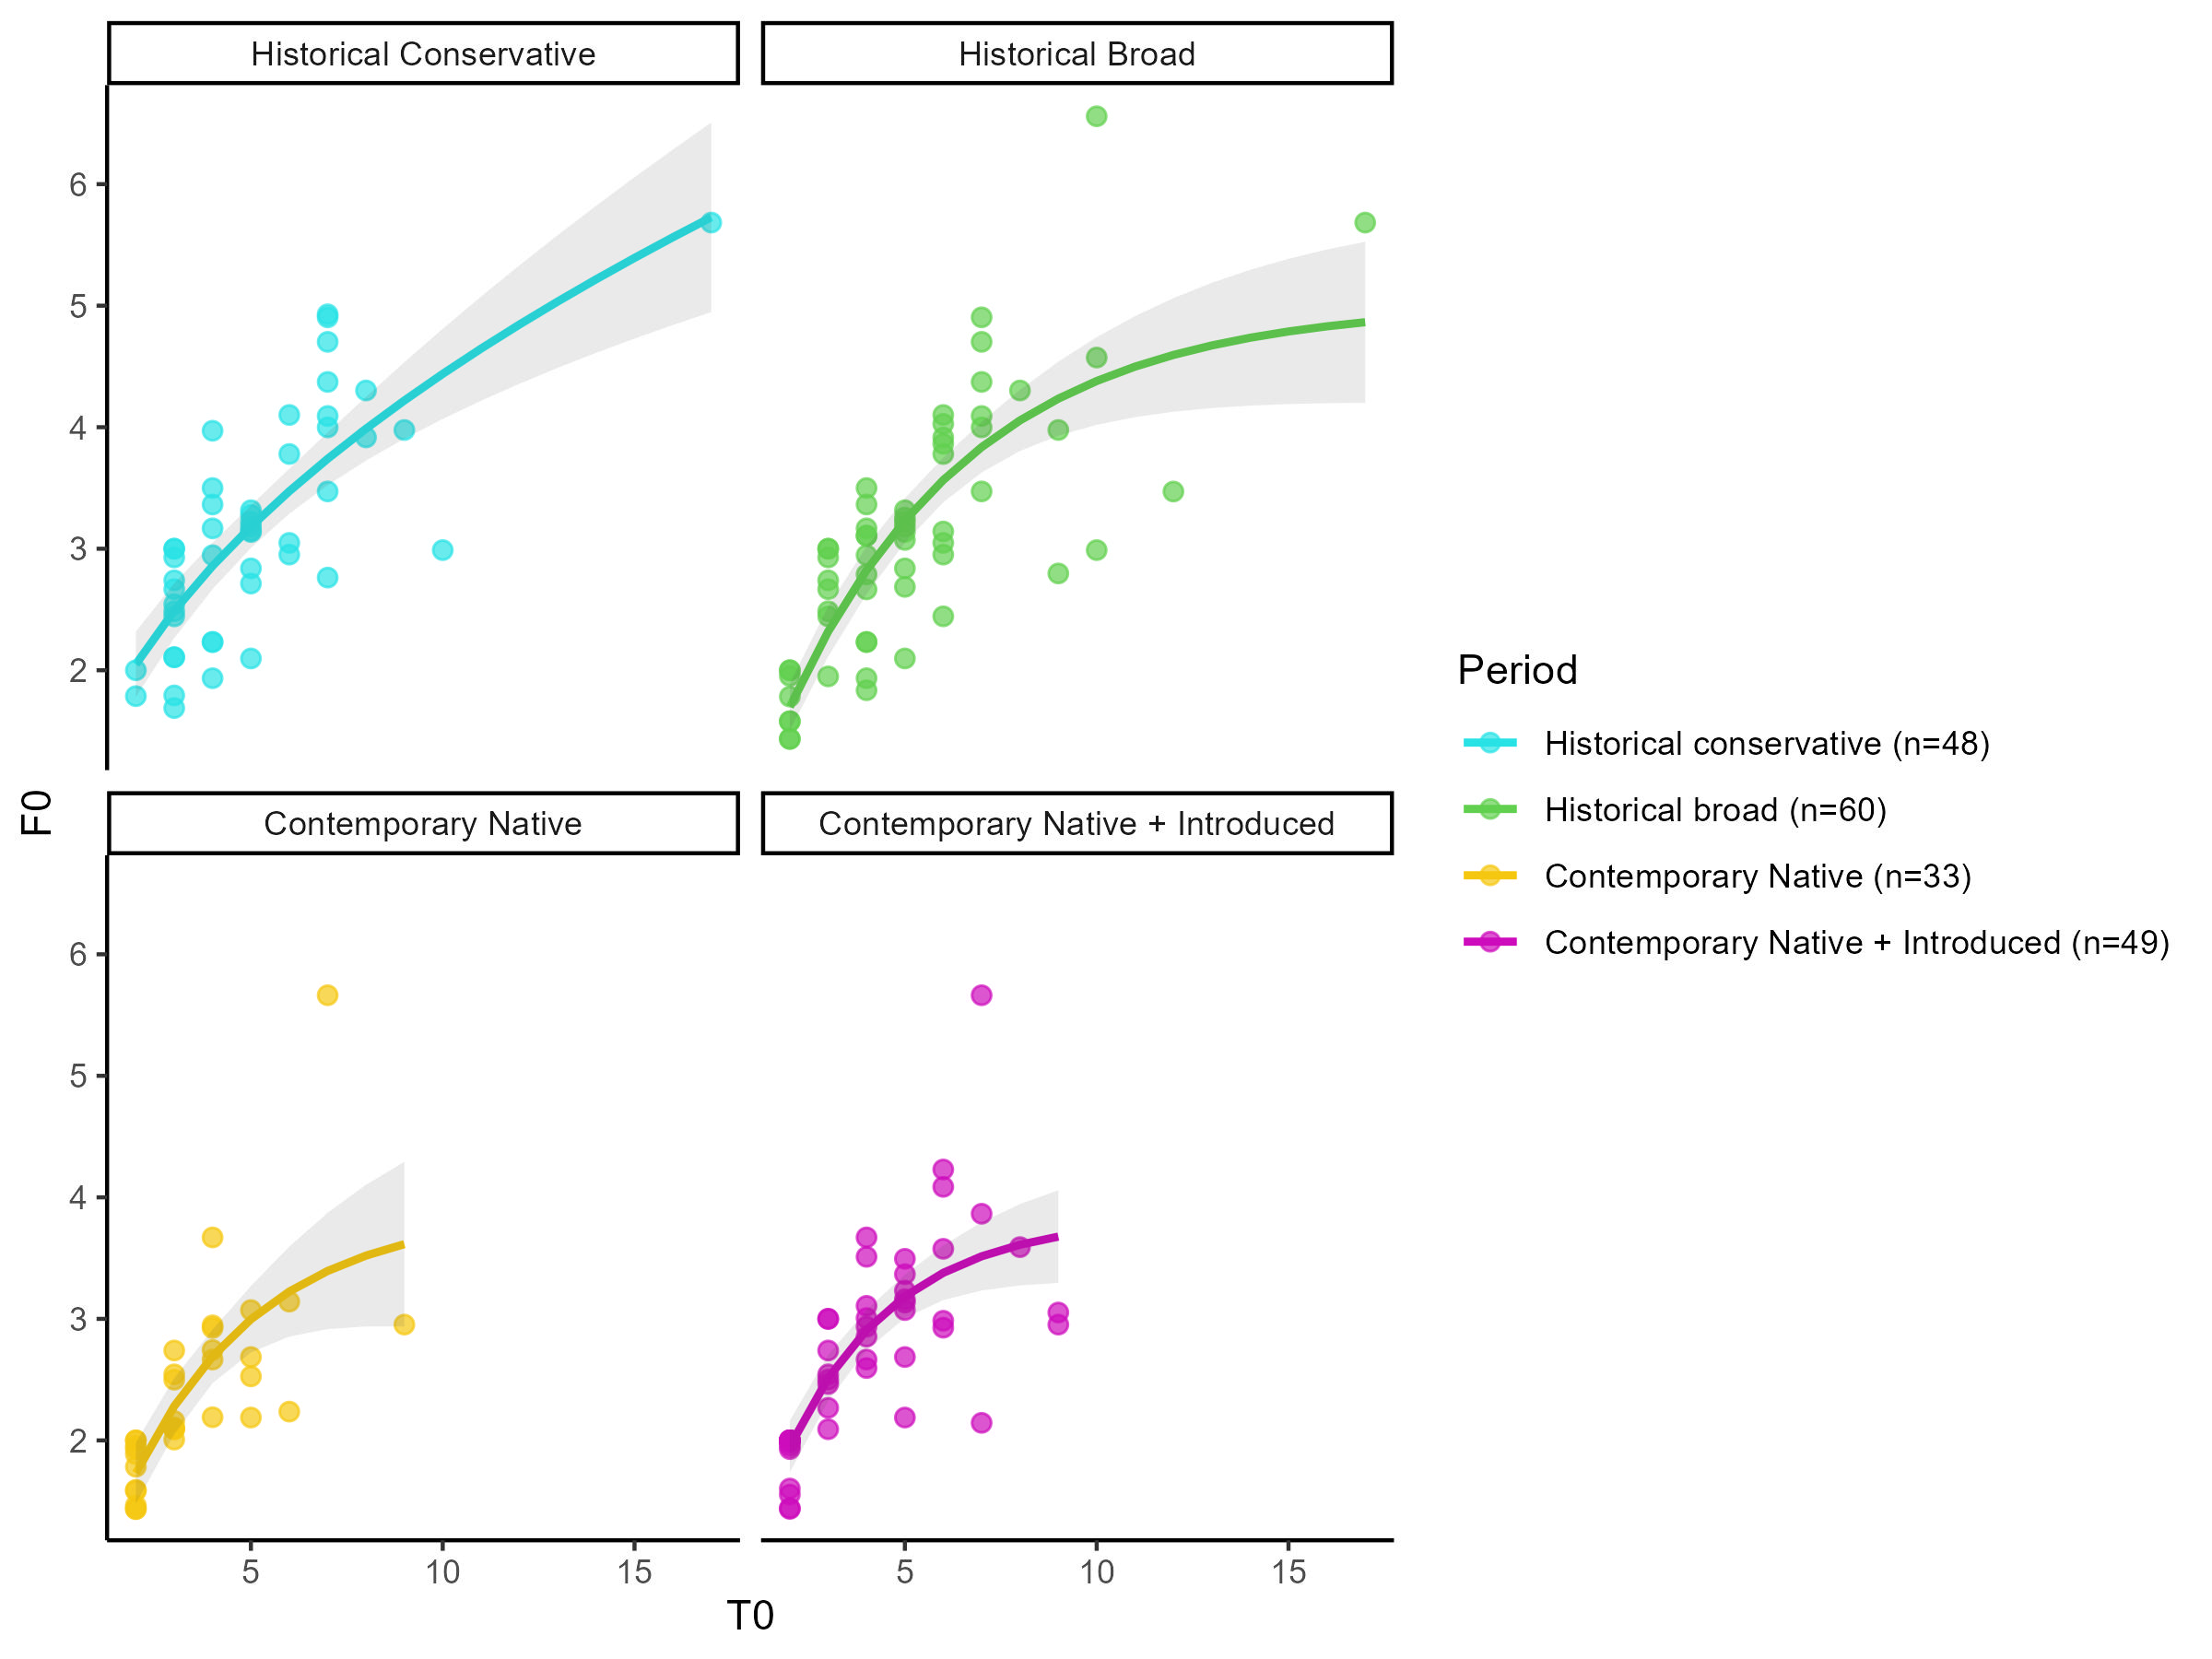 Historical Conservative
Historical Broad
6
5
4
3
2
F0
Contemporary Native
Contemporary Native + Introduced
6
5
4
3
2
5
10
15
5
10
15
T0
Period
Historical conservative (n=48)
Historical broad (n=60)
Contemporary Native (n=33)
Contemporary Native + Introduced (n=49)